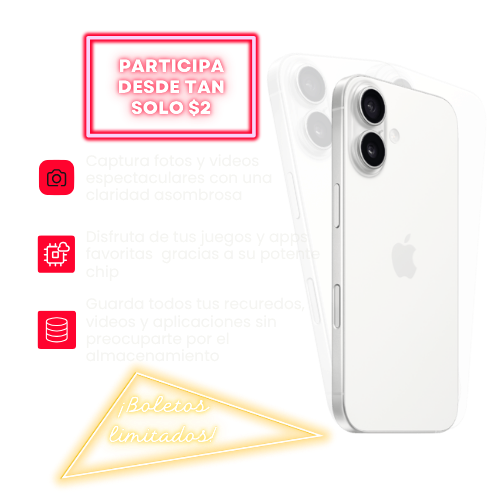 PARTICIPA
DESDE TAN
SOLO $2
Captura fotos y videos
espectaculares con una
claridad asombrosa
Disfruta de tus juegos y apps
favoritas gracias a su potente
chip
Guarda todos tus recuredos,
videos y aplicaciones sin
preocuparte por el
almacenamiento
¡Boletos
limitados!